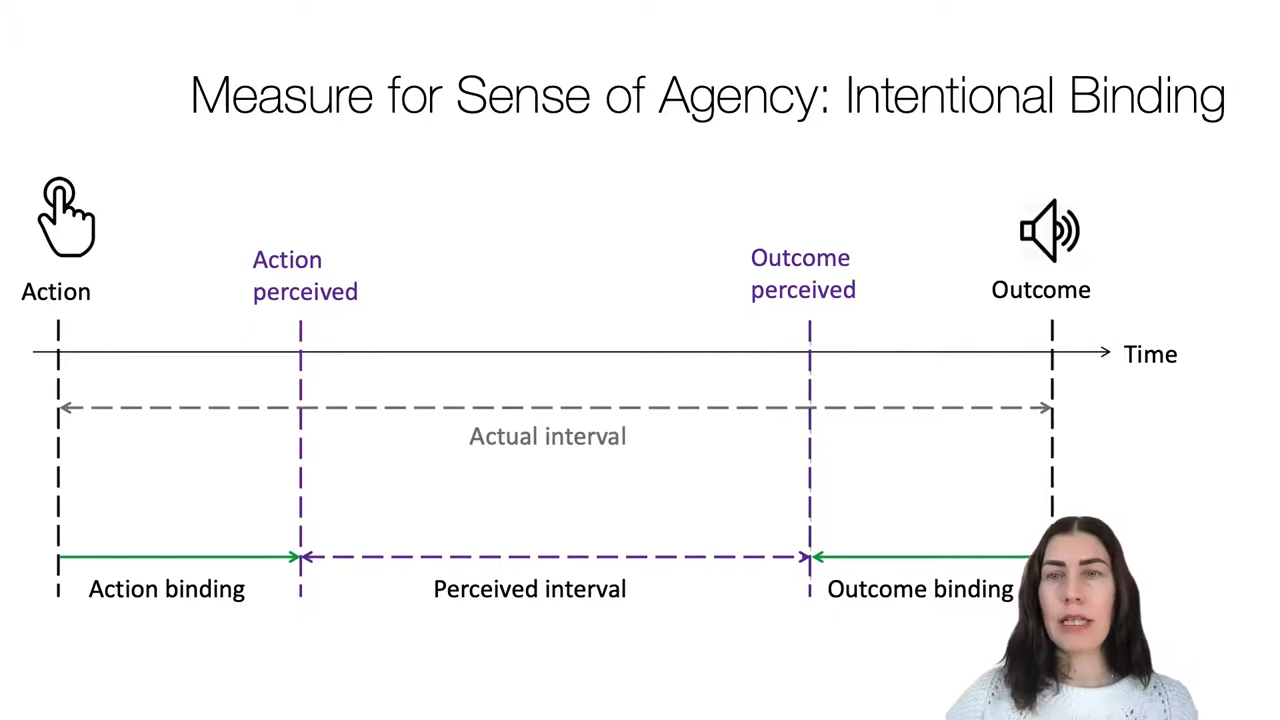 Measure for Sense of Agency: Intentional Binding
Action
Action
perceived
Outcome
perceived
Outcome
Time
Actual interval
Action binding
Perceived interval
Outcome binding